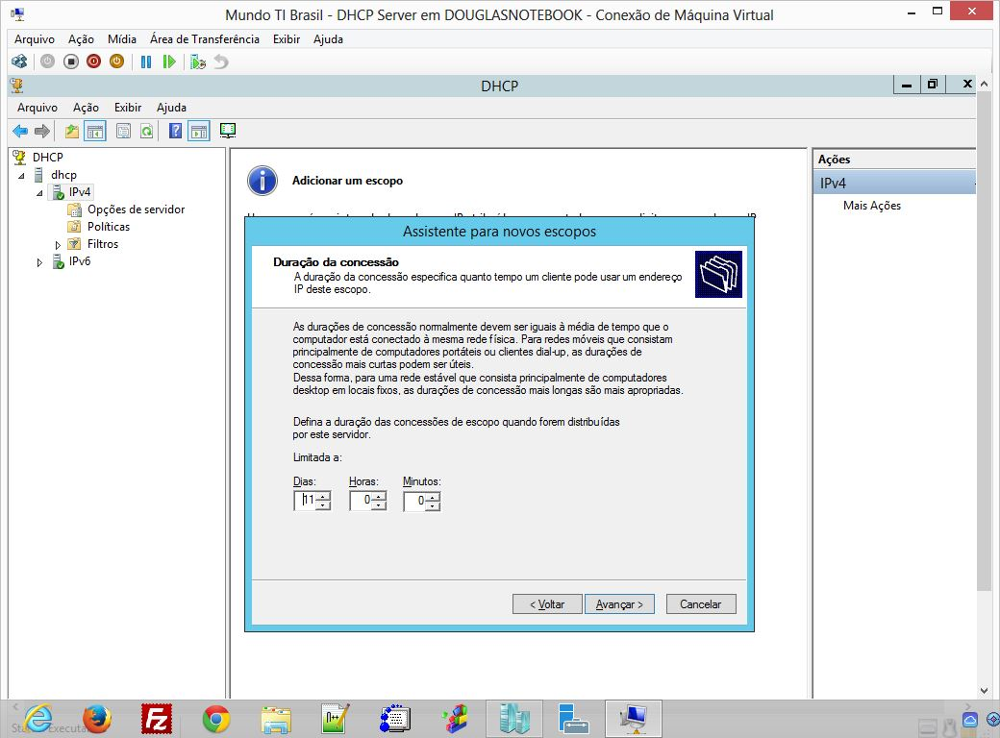 Mundo TI Brasil - DHCP Server em DOUGLASNOTEBOOK - Conexão de Máquina Virtual
Arquivo Ação Mídia Área de Transferência Exibir Ajuda
DHCP
Arquivo Ação Exibir Ajuda
DHCP
dhcp
IPv4
Opções de servidor
Políticas
Filtros
IPv6
Adicionar um escopo
Assistente para novos escopos
Duração da concessão
A duração da concessão especifica quanto tempo um cliente pode usar um endereço
IP deste escopo.
As durações de concessão normalmente devem ser iguais à média de tempo que o
computador está conectado à mesma rede física. Para redes móveis que consistam
principalmente de computadores portáteis ou clientes dial-up, as durações de
concessão mais curtas podem ser úteis.
Dessa forma, para uma rede estável que consista principalmente de computadores
desktop em locais fixos, as durações de concessão mais longas são mais apropriadas.
Defina a duração das concessões de escopo quando forem distribuídas
por este servidor.
Limitada a:
Dias: Horas: Minutos:
11 0 0
< Voltar Avançar > Cancelar
Ações
IPv4
Mais Ações